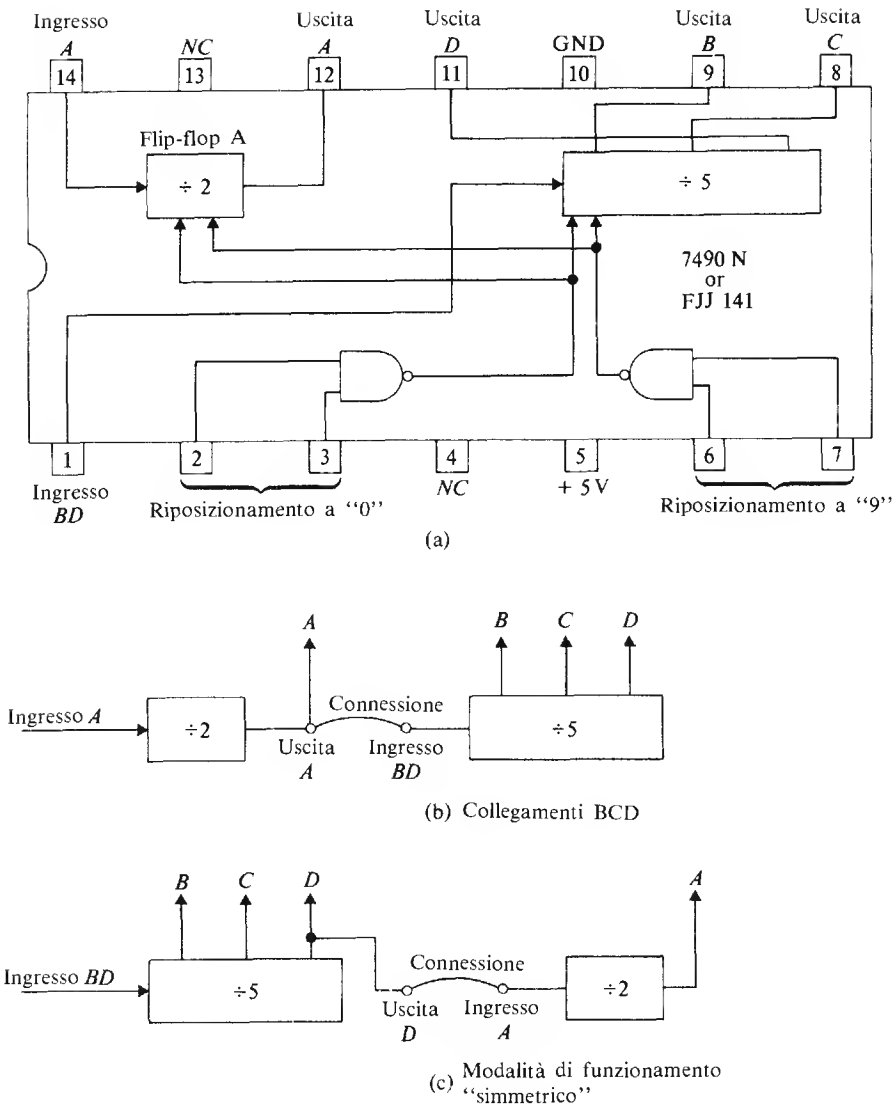 Ingresso Uscita Uscita Uscita Uscita
A NC A D GND B C
14 13 12 11 10 9 8
Flip-flop A
÷ 2 ÷ 5
7490 N
or
FJJ 141
1 2 3 4 5 6 7
Ingresso NC + 5 V
BD Riposizionamento a “0” Riposizionamento a “9”
(a)
A B C D
Ingresso A ÷2 Connessione ÷5
Uscita Ingresso
A BD
(b) Collegamenti BCD
B C D A
Ingresso BD ÷5 Connessione ÷2
Uscita Ingresso
D A
(c) Modalità di funzionamento
“simmetrico”